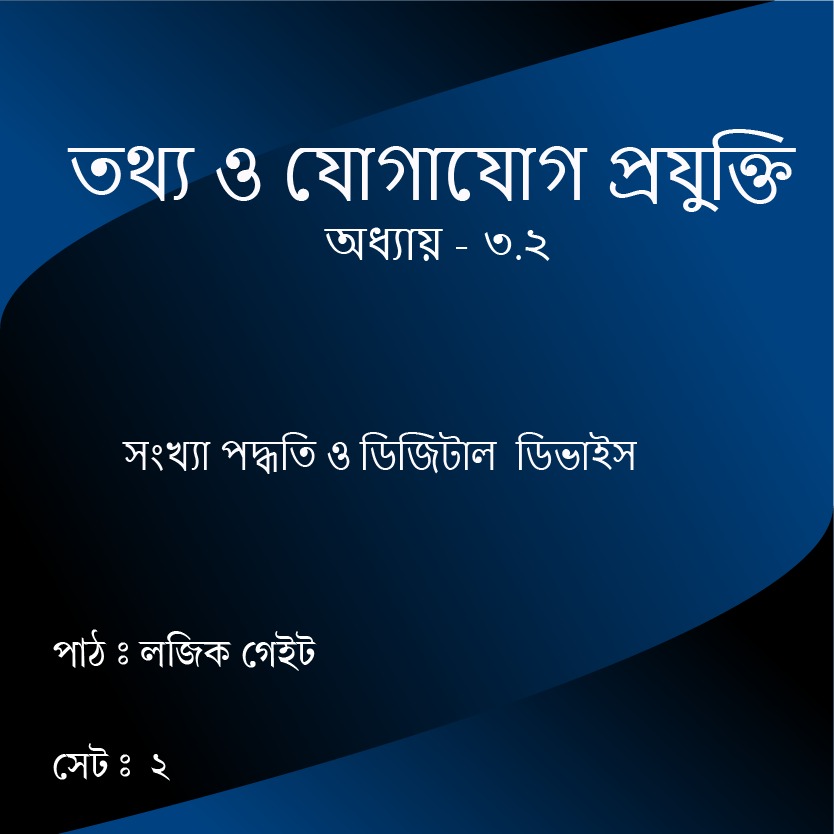 তথ্য ও যোগাযোগ প্রযুক্তি
অধ্যায় - ৩.২
সংখ্যা পদ্ধতি ও ডিজিটাল ডিভাইস
পাঠ ঃ লজিক গেইট
সেট ঃ ২